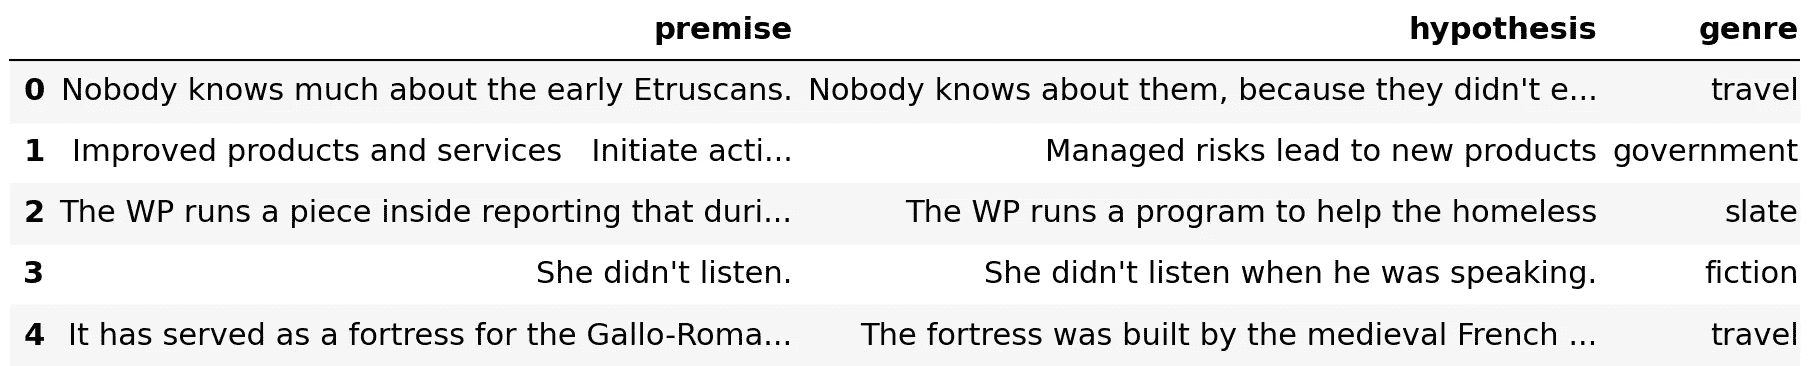 premise hypothesis genre
0 Nobody knows much about the early Etruscans. Nobody knows about them, because they didn't e... travel
1 Improved products and services   Initiate acti... Managed risks lead to new products government
2 The WP runs a piece inside reporting that duri... The WP runs a program to help the homeless slate
3 She didn't listen. She didn't listen when he was speaking. fiction
4 It has served as a fortress for the Gallo-Roma... The fortress was built by the medieval French ... travel